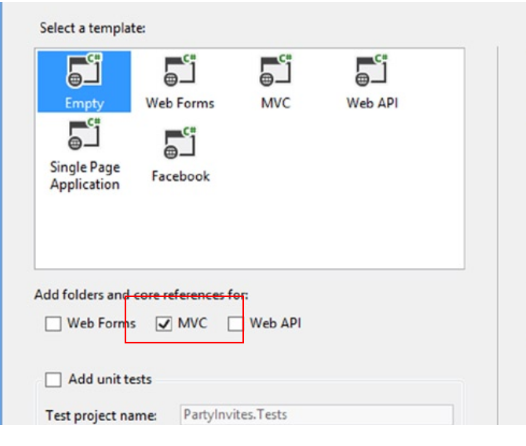 Select a template:
C# C# C# C#
Empty Web Forms MVC Web API
C# C#
Single Page
Application Facebook
Add folders and core references for:
Web Forms MVC Web API
Add unit tests
Test project name: PartyInvites.Tests